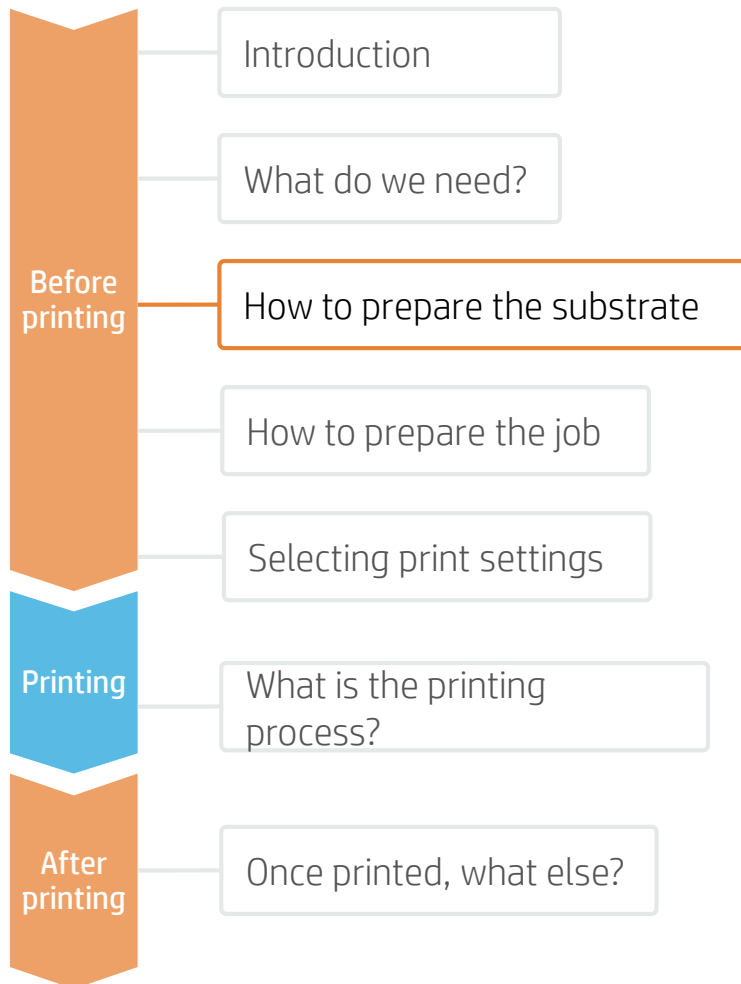 Introduction
What do we need?
Before
printing
How to prepare the substrate
How to prepare the job
Selecting print settings
Printing
What is the printing
process?
After
printing
Once printed, what else?